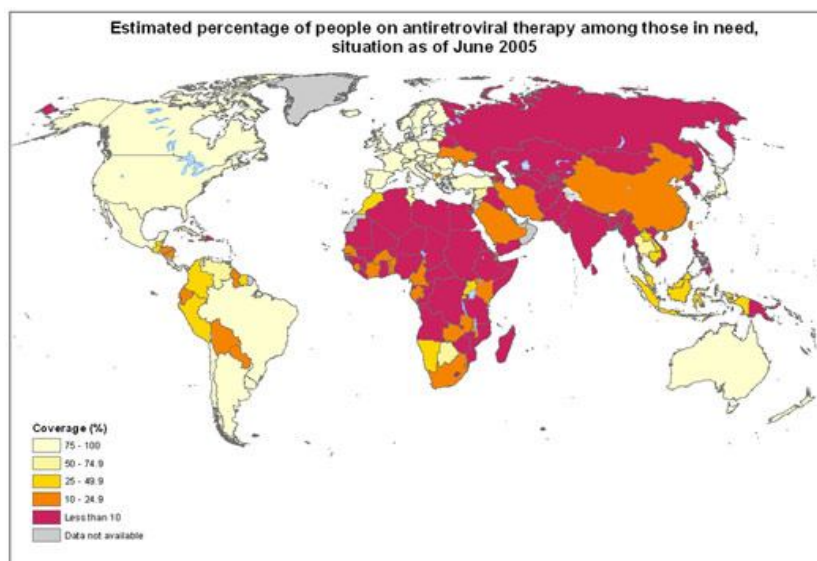 Estimated percentage of people on antiretroviral therapy among those in need,
situation as of June 2005
Coverage (%)
75 - 100
50 - 74.9
25 - 49.9
10 - 24.9
Less than 10
Data not available